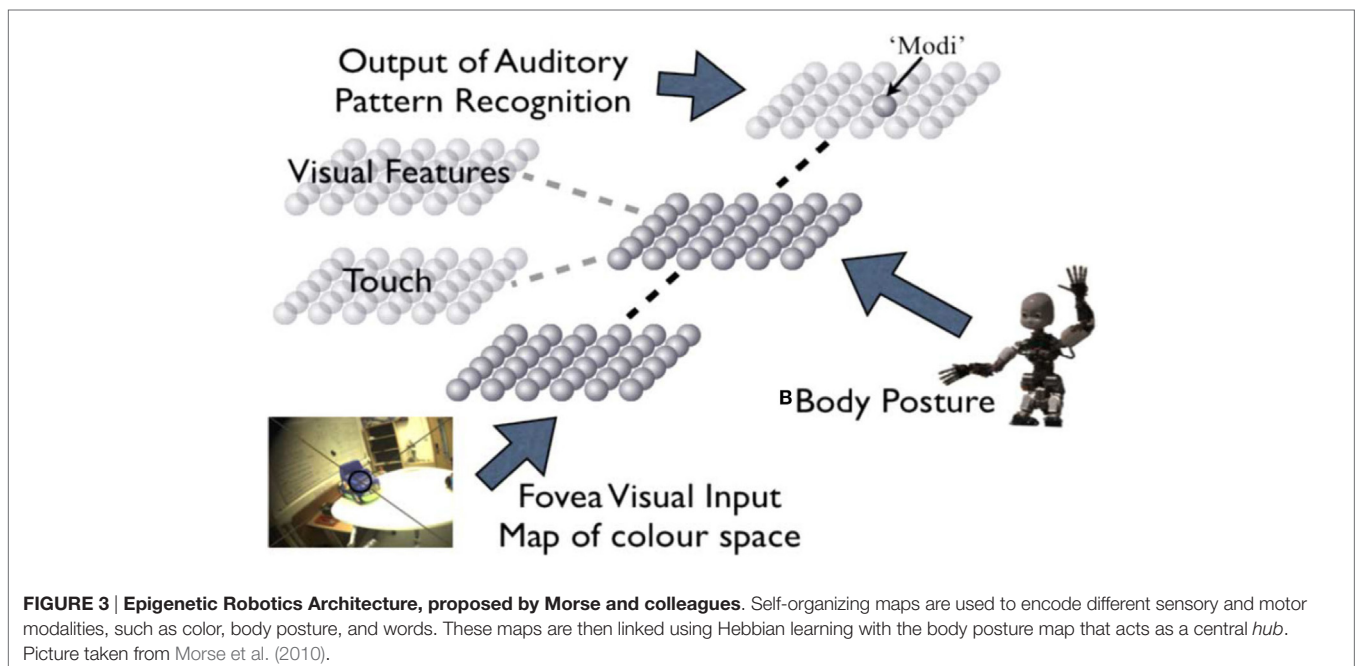 'Modi'
Output of Auditory
Pattern Recognition
Visual Features
Touch
B Body Posture
Fovea Visual Input
Map of colour space
FIGURE 3 | Epigenetic Robotics Architecture, proposed by Morse and colleagues. Self-organizing maps are used to encode different sensory and motor
modalities, such as color, body posture, and words. These maps are then linked using Hebbian learning with the body posture map that acts as a central hub.
Picture taken from Morse et al. (2010).